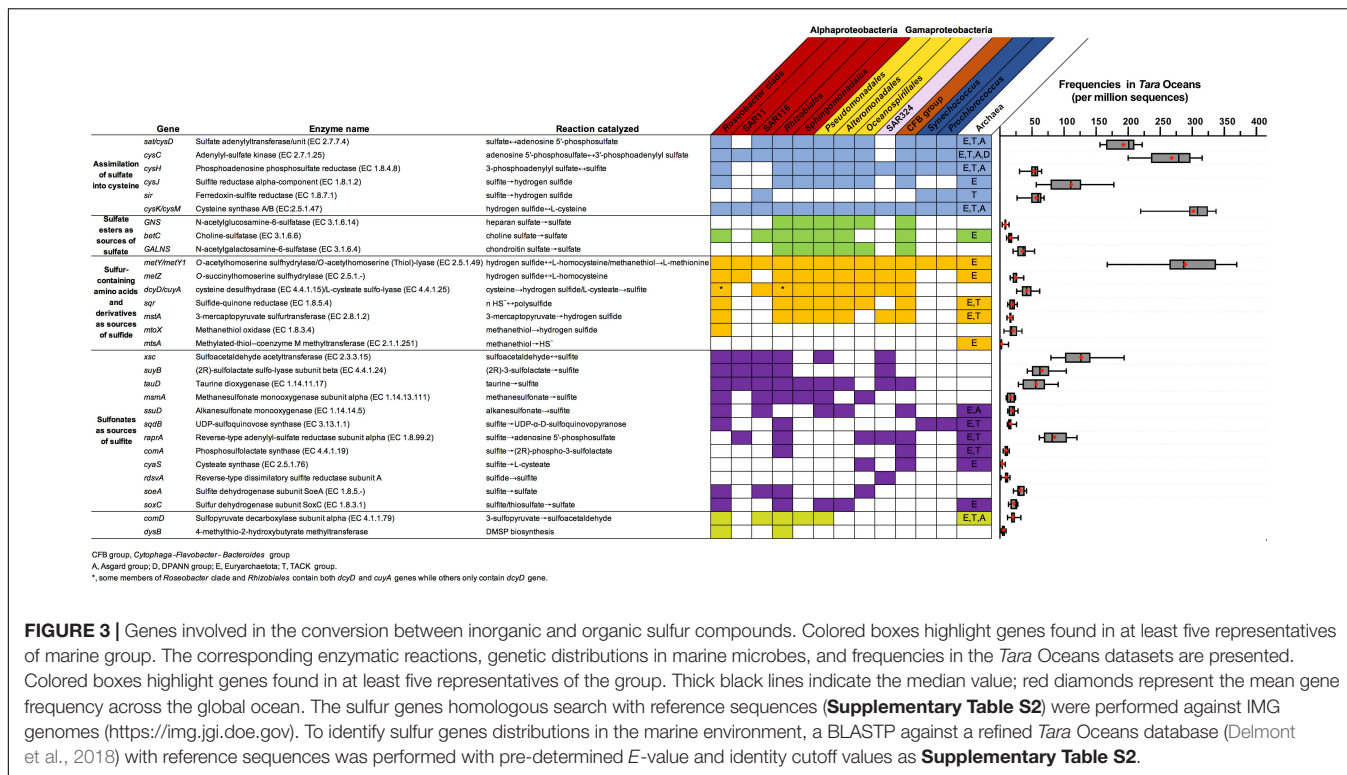 Alphaproteobacteria Gamaproteobacteria
Roseobacter clade
SAR11
SAR116
Rhizobiales
Sphingomonadales
Pseudomonadales
Alteromonadales
Oceanospirillales
SAR324
CFB group
Synechococcus
Prochlorococcus
Archaea
Frequencies in Tara Oceans
(per million sequences)
0 50 100 150 200 250 300 350 400
Gene Enzyme name Reaction catalyzed
Assimilation of sulfate into cysteine
sat/cysD Sulfate adenylyltransferase/unit (EC 2.7.7.4) sulfate↔adenosine 5'-phosphosulfate E,T,A
cysC Adenylyl-sulfate kinase (EC 2.7.1.25) adenosine 5'-phosphosulfate↔3'-phosphoadenylyl sulfate E,T,A,D
cysH Phosphoadenosine phosphosulfate reductase (EC 1.8.4.8) 3-phosphoadenylyl sulfate↔sulfite E,T,A
cysJ Sulfite reductase alpha-component (EC 1.8.1.2) sulfite→hydrogen sulfide E
sir Ferredoxin-sulfite reductase (EC 1.8.7.1) sulfite→hydrogen sulfide T
cysK/cysM Cysteine synthase A/B (EC:2.5.1.47) hydrogen sulfide↔L-cysteine E,T,A
Sulfate esters as sources of sulfate
GNS N-acetylglucosamine-6-sulfatase (EC 3.1.6.14) heparan sulfate→sulfate
betC Choline-sulfatase (EC 3.1.6.6) choline sulfate→sulfate E
GALNS N-acetylgalactosamine-6-sulfatase (EC 3.1.6.4) chondroitin sulfate→sulfate
Sulfur-containing amino acids and derivatives as sources of sulfide
metY/metY1 O-acetylhomoserine sulfhydrylase/O-acetylhomoserine (Thiol)-lyase (EC 2.5.1.49) hydrogen sulfide↔L-homocysteine/methanethiol→L-methionine E
metZ O-succinylhomoserine sulfhydrylase (EC 2.5.1.-) hydrogen sulfide↔L-homocysteine E
dcyD/cuyA cysteine desulfhydrase (EC 4.4.1.15)/L-cysteate sulfo-lyase (EC 4.4.1.25) cysteine→hydrogen sulfide/L-cysteate→sulfite * *
sqr Sulfide-quinone reductase (EC 1.8.5.4) n HS⁻↔polysulfide E,T
mstA 3-mercaptopyruvate sulfurtransferase (EC 2.8.1.2) 3-mercaptopyruvate→hydrogen sulfide E,T
mtoX Methanethiol oxidase (EC 1.8.3.4) methanethiol→hydrogen sulfide
mtsA Methylated-thiol--coenzyme M methyltransferase (EC 2.1.1.251) methanethiol→HS⁻ E
Sulfonates as sources of sulfite
xsc Sulfoacetaldehyde acetyltransferase (EC 2.3.3.15) sulfoacetaldehyde↔sulfite
suyB (2R)-sulfolactate sulfo-lyase subunit beta (EC 4.4.1.24) (2R)-3-sulfolactate→sulfite
tauD Taurine dioxygenase (EC 1.14.11.17) taurine→sulfite
msmA Methanesulfonate monooxygenase subunit alpha (EC 1.14.13.111) methanesulfonate→sulfite
ssuD Alkanesulfonate monooxygenase (EC 1.14.14.5) alkanesulfonate→sulfite E,A
sqdB UDP-sulfoquinovose synthase (EC 3.13.1.1) sulfite→UDP-α-D-sulfoquinovopyranose E,T
raprA Reverse-type adenylyl-sulfate reductase subunit alpha (EC 1.8.99.2) sulfite→adenosine 5'-phosphosulfate E,T
comA Phosphosulfolactate synthase (EC 4.4.1.19) sulfite→(2R)-phospho-3-sulfolactate E,T
cyaS Cysteate synthase (EC 2.5.1.76) sulfite→L-cysteate E
rdsvA Reverse-type dissimilatory sulfite reductase subunit A sulfide→sulfite
soeA Sulfite dehydrogenase subunit SoeA (EC 1.8.5.-) sulfite→sulfate
soxC Sulfur dehydrogenase subunit SoxC (EC 1.8.3.1) sulfite/thiosulfate→sulfate E
comD Sulfopyruvate decarboxylase subunit alpha (EC 4.1.1.79) 3-sulfopyruvate→sulfoacetaldehyde E,T,A
dysB 4-methylthio-2-hydroxybutyrate methyltransferase DMSP biosynthesis
CFB group, Cytophaga-Flavobacter-Bacteroides group
A, Asgard group; D, DPANN group; E, Euryarchaeota; T, TACK group.
*, some members of Roseobacter clade and Rhizobiales contain both dcyD and cuyA genes while others only contain dcyD gene.
FIGURE 3 | Genes involved in the conversion between inorganic and organic sulfur compounds. Colored boxes highlight genes found in at least five representatives
of marine group. The corresponding enzymatic reactions, genetic distributions in marine microbes, and frequencies in the Tara Oceans datasets are presented.
Colored boxes highlight genes found in at least five representatives of the group. Thick black lines indicate the median value; red diamonds represent the mean gene
frequency across the global ocean. The sulfur genes homologous search with reference sequences (Supplementary Table S2) were performed against IMG
genomes (https://img.jgi.doe.gov). To identify sulfur genes distributions in the marine environment, a BLASTP against a refined Tara Oceans database (Delmont
et al., 2018) with reference sequences was performed with pre-determined E-value and identity cutoff values as Supplementary Table S2.